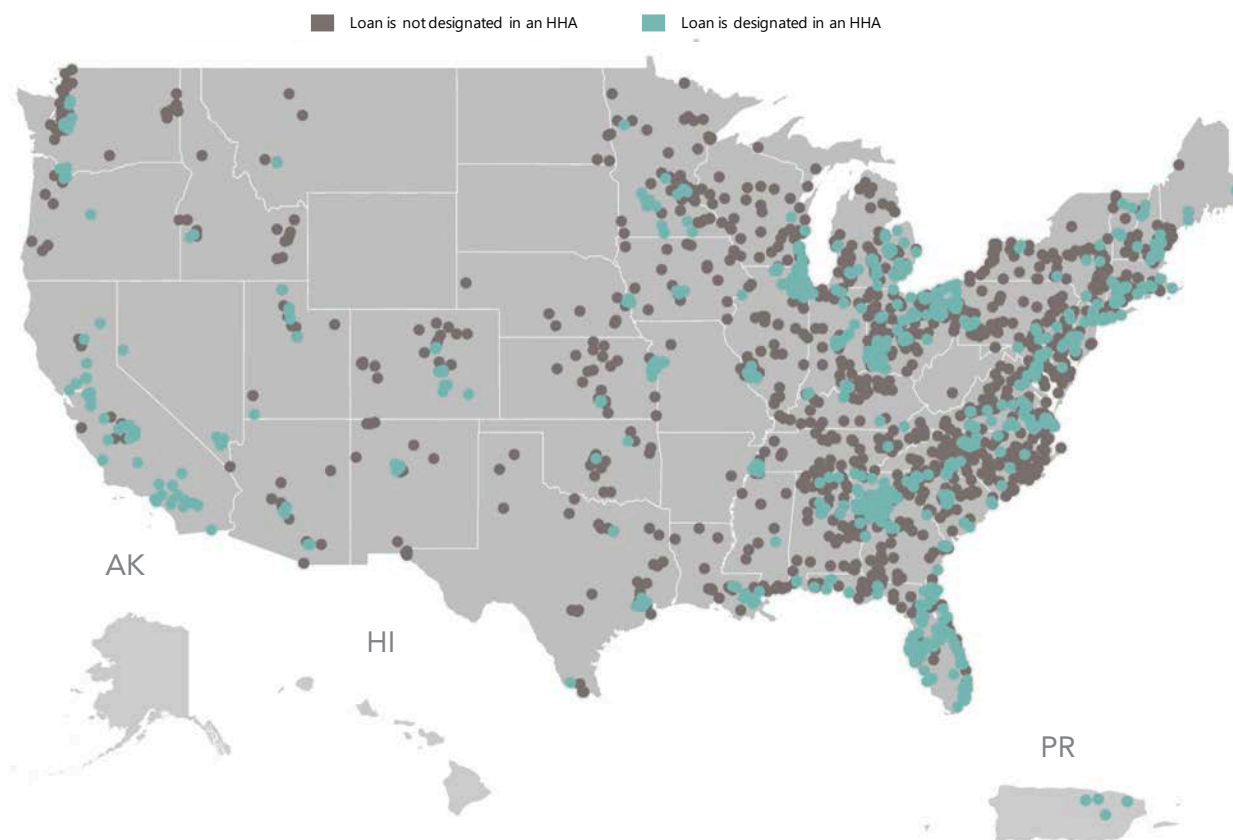 Loan is not designated in an HHA
Loan is designated in an HHA
AK
HI
PR